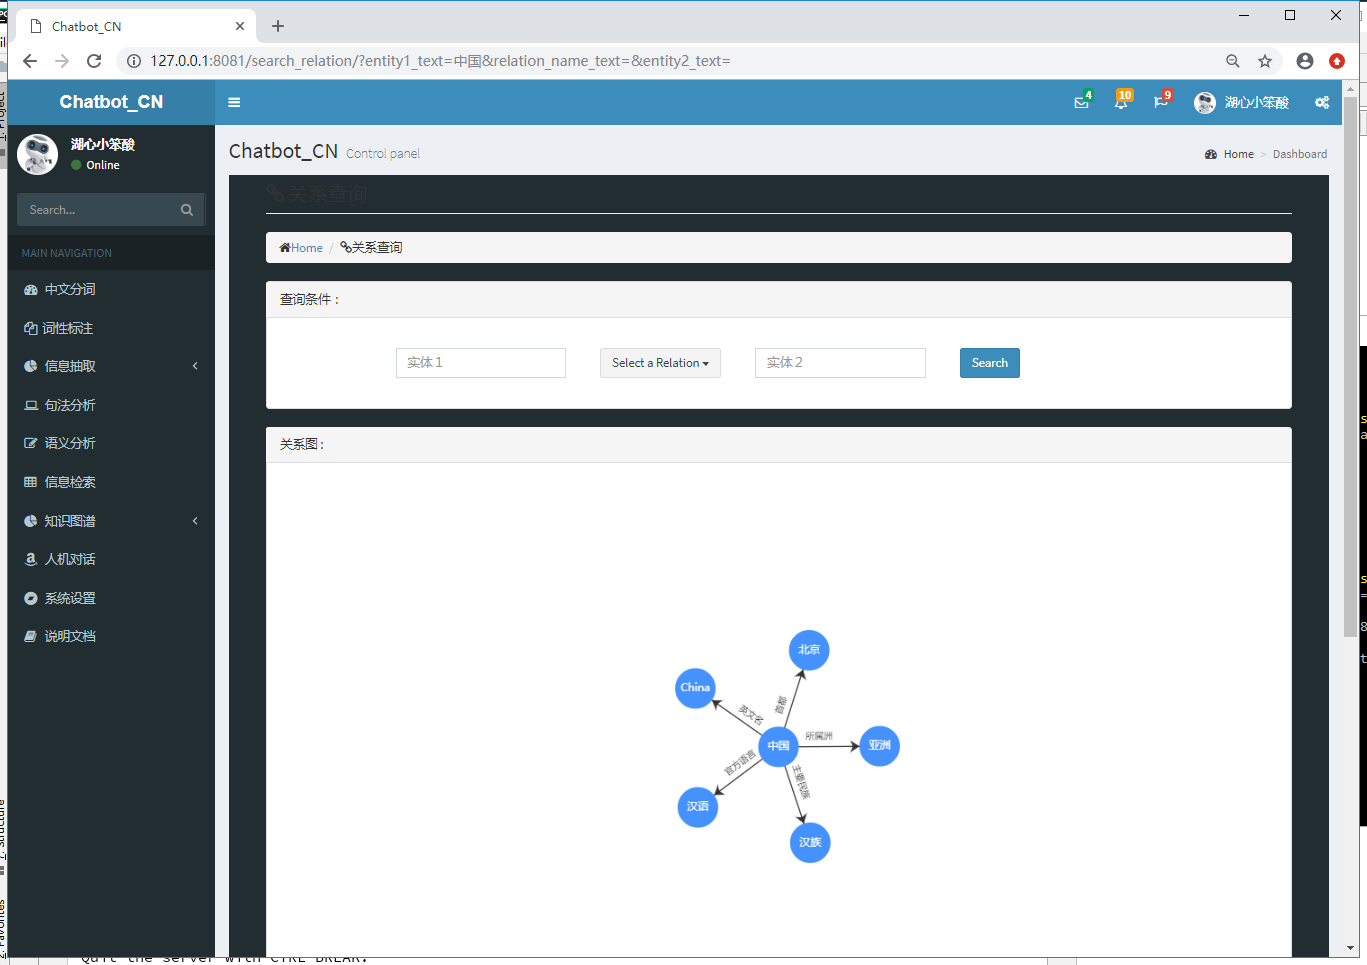 Chatbot_CN
127.0.0.1:8081/search_relation/?entity1_text=中国&relation_name_text=&entity2_text=
Chatbot_CN
4
10
9
湖心小笨酸
湖心小笨酸
Online
Chatbot_CN Control panel
Home > Dashboard
Search...
关系查询
MAIN NAVIGATION
Home / 关系查询
中文分词
词性标注
信息抽取
句法分析
语义分析
信息检索
知识图谱
人机对话
系统设置
说明文档
查询条件：
实体 1
Select a Relation
实体 2
Search
关系图：
北京
China
英文名
首都
所属洲
中国
亚洲
官方语言
主要民族
汉语
汉族
1: Project
7: Structure
2: Favorites
Quit the server with CTRL-BREAK.